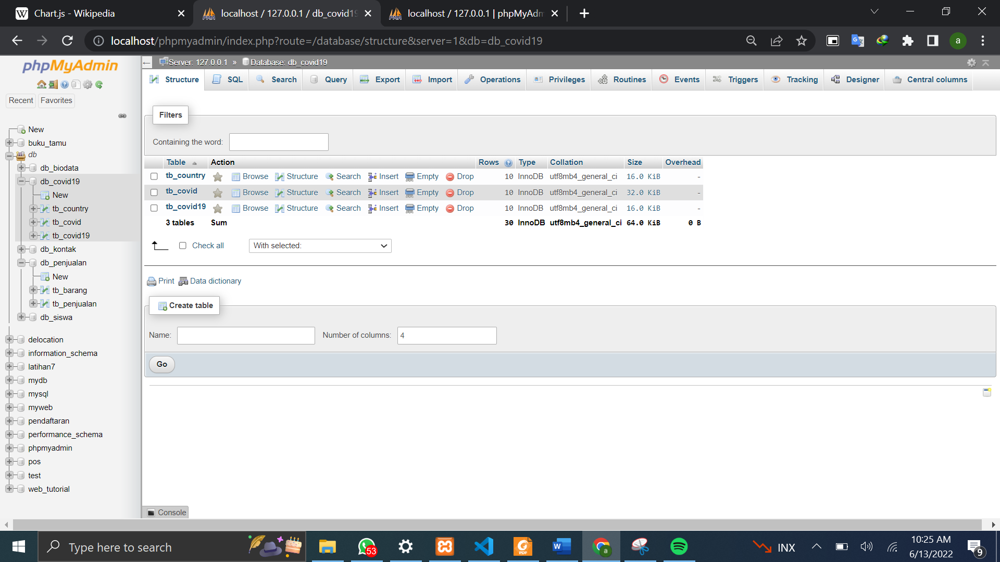 Chart.js - Wikipedia
localhost / 127.0.0.1 / db_covid19
localhost / 127.0.0.1 | phpMyAdm
localhost/phpmyadmin/index.php?route=/database/structure&server=1&db=db_covid19
a
phpMyAdmin
Recent Favorites
New
buku_tamu
db
db_biodata
db_covid19
New
tb_country
tb_covid
tb_covid19
db_kontak
db_penjualan
New
tb_barang
tb_penjualan
db_siswa
delocation
information_schema
latihan7
mydb
mysql
myweb
pendaftaran
performance_schema
phpmyadmin
pos
test
web_tutorial
Server: 127.0.0.1 » Database: db_covid19
Structure SQL Search Query Export Import Operations Privileges Routines Events Triggers Tracking Designer Central columns
Filters
Containing the word:
Table Action Rows Type Collation Size Overhead
tb_country Browse Structure Search Insert Empty Drop 10 InnoDB utf8mb4_general_ci 16.0 KiB -
tb_covid Browse Structure Search Insert Empty Drop 10 InnoDB utf8mb4_general_ci 32.0 KiB -
tb_covid19 Browse Structure Search Insert Empty Drop 10 InnoDB utf8mb4_general_ci 16.0 KiB -
3 tables Sum 30 InnoDB utf8mb4_general_ci 64.0 KiB 0 B
Check all With selected:
Print Data dictionary
Create table
Name: Number of columns: 4
Go
Console
Type here to search
53
PDF
W
a
INX
10:25 AM
6/13/2022
9